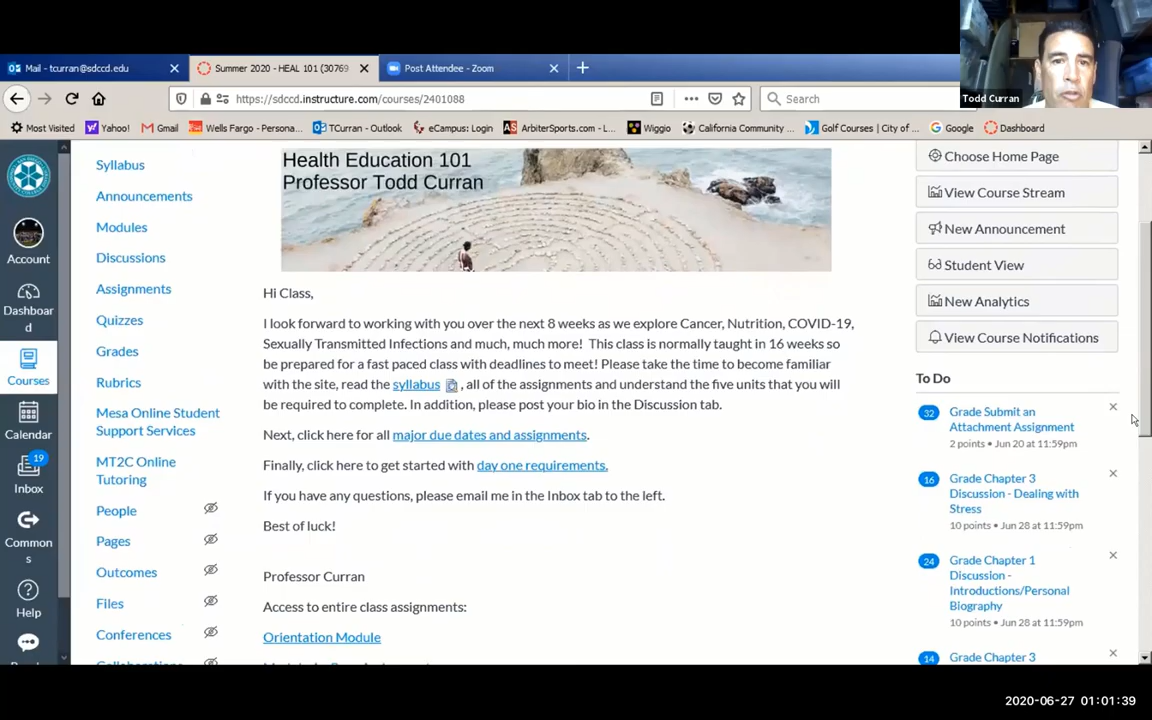 Mail - tcurran@sdccd.edu
Summer 2020 - HEAL 101 (30769
Post Attendee - Zoom
https://sdccd.instructure.com/courses/2401088
Search
Todd Curran
Most Visited
Yahoo!
Gmail
Wells Fargo - Persona...
TCurran - Outlook
eCampus: Login
ArbiterSports.com - L...
Wiggio
California Community ...
Golf Courses | City of ...
Google
Dashboard
Account
Dashboar
d
Courses
Calendar
19
Inbox
Common
s
Help
Syllabus
Announcements
Modules
Discussions
Assignments
Quizzes
Grades
Rubrics
Mesa Online Student
Support Services
MT2C Online
Tutoring
People
Pages
Outcomes
Files
Conferences
Health Education 101
Professor Todd Curran
Hi Class,
I look forward to working with you over the next 8 weeks as we explore Cancer, Nutrition, COVID-19,
Sexually Transmitted Infections and much, much more! This class is normally taught in 16 weeks so
be prepared for a fast paced class with deadlines to meet! Please take the time to become familiar
with the site, read the syllabus , all of the assignments and understand the five units that you will
be required to complete. In addition, please post your bio in the Discussion tab.
Next, click here for all major due dates and assignments.
Finally, click here to get started with day one requirements.
If you have any questions, please email me in the Inbox tab to the left.
Best of luck!
Professor Curran
Access to entire class assignments:
Orientation Module
Choose Home Page
View Course Stream
New Announcement
Student View
New Analytics
View Course Notifications
To Do
32
Grade Submit an
Attachment Assignment
2 points • Jun 20 at 11:59pm
16
Grade Chapter 3
Discussion - Dealing with
Stress
10 points • Jun 28 at 11:59pm
24
Grade Chapter 1
Discussion -
Introductions/Personal
Biography
10 points • Jun 28 at 11:59pm
14
Grade Chapter 3
2020-06-27 01:01:39